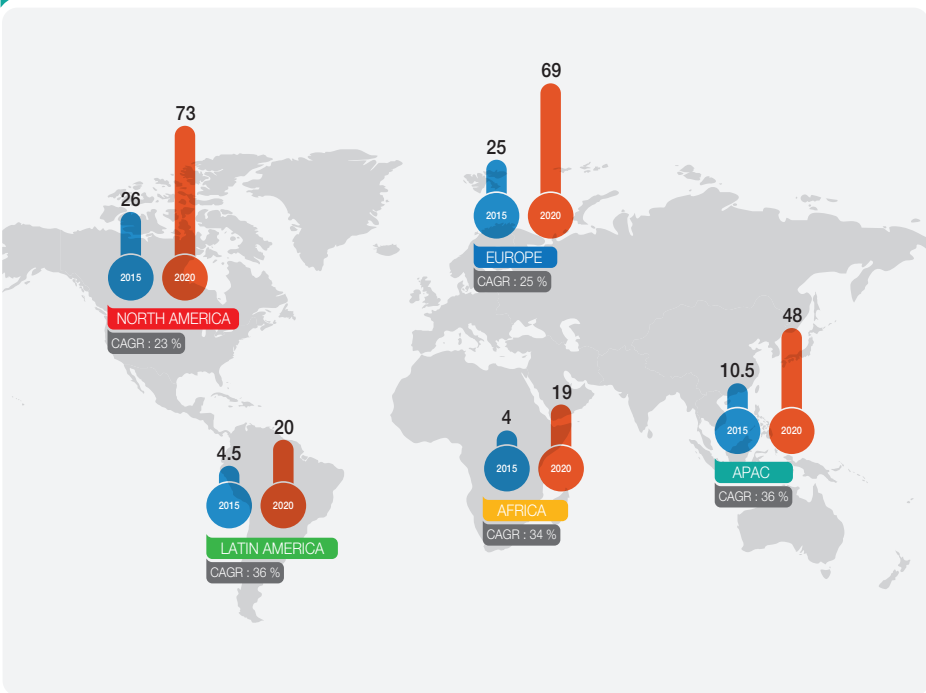 69
25
2015
2020
EUROPE
CAGR : 25 %
73
26
2015
2020
NORTH AMERICA
CAGR : 23 %
48
10.5
2015
2020
APAC
CAGR : 36 %
19
4
2015
2020
AFRICA
CAGR : 34 %
20
4.5
2015
2020
LATIN AMERICA
CAGR : 36 %